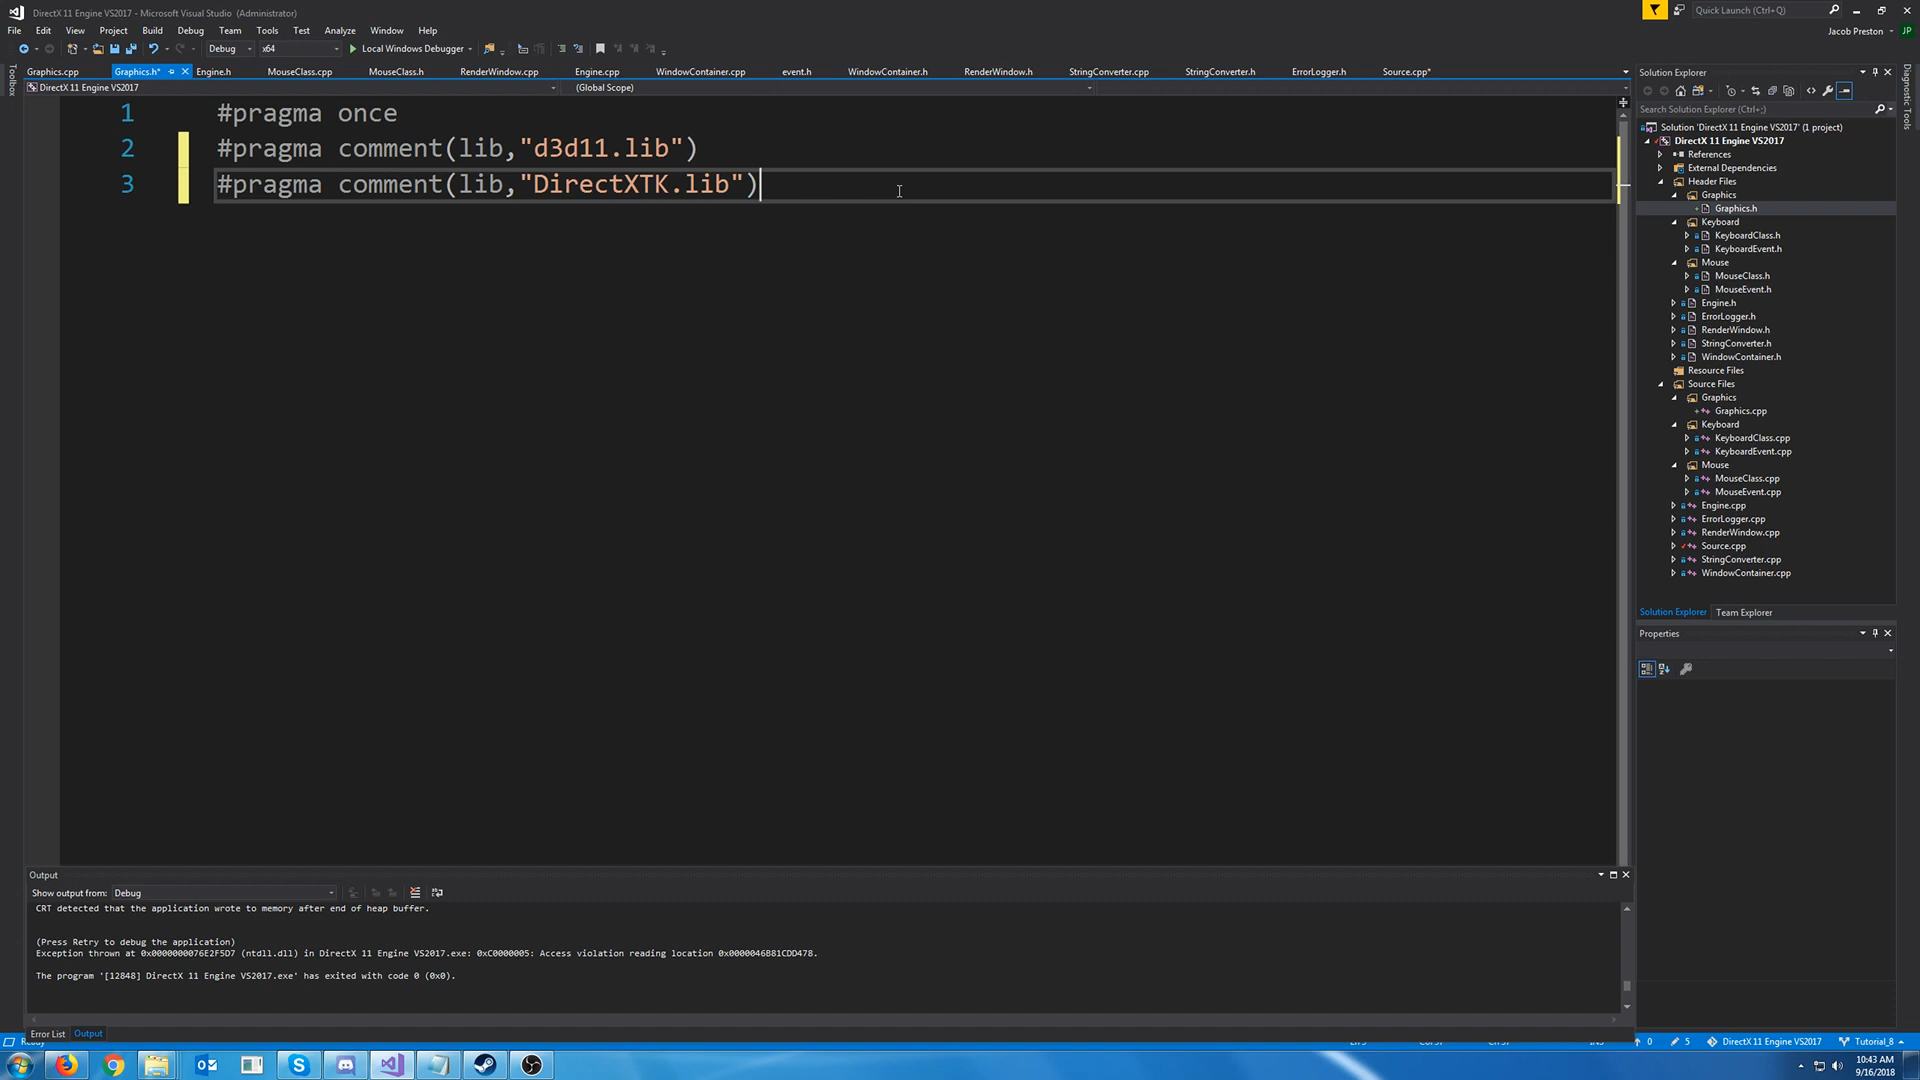 DirectX 11 Engine VS2017 - Microsoft Visual Studio (Administrator)
Quick Launch (Ctrl+Q)
File Edit View Project Build Debug Team Tools Test Analyze Window Help
Jacob Preston JP
Debug x64 Local Windows Debugger
Graphics.cpp Graphics.h* Engine.h MouseClass.cpp MouseClass.h RenderWindow.cpp Engine.cpp WindowContainer.cpp event.h WindowContainer.h RenderWindow.h StringConverter.cpp StringConverter.h ErrorLogger.h Source.cpp*
DirectX 11 Engine VS2017 (Global Scope)
Toolbox
1 #pragma once
2 #pragma comment(lib,"d3d11.lib")
3 #pragma comment(lib,"DirectXTK.lib")
Solution Explorer
Search Solution Explorer (Ctrl+;)
Solution 'DirectX 11 Engine VS2017' (1 project)
DirectX 11 Engine VS2017
References
External Dependencies
Header Files
Graphics
Graphics.h
Keyboard
KeyboardClass.h
KeyboardEvent.h
Mouse
MouseClass.h
MouseEvent.h
Engine.h
ErrorLogger.h
RenderWindow.h
StringConverter.h
WindowContainer.h
Resource Files
Source Files
Graphics
Graphics.cpp
Keyboard
KeyboardClass.cpp
KeyboardEvent.cpp
Mouse
MouseClass.cpp
MouseEvent.cpp
Engine.cpp
ErrorLogger.cpp
RenderWindow.cpp
Source.cpp
StringConverter.cpp
WindowContainer.cpp
Solution Explorer Team Explorer
Properties
Diagnostic Tools
Output
Show output from: Debug
CRT detected that the application wrote to memory after end of heap buffer.
(Press Retry to debug the application)
Exception thrown at 0x0000000076E2F5D7 (ntdll.dll) in DirectX 11 Engine VS2017.exe: 0xC0000005: Access violation reading location 0x0000046B81CDD478.
The program '[12848] DirectX 11 Engine VS2017.exe' has exited with code 0 (0x0).
Error List Output
0 5 DirectX 11 Engine VS2017 Tutorial_8
10:43 AM
9/16/2018